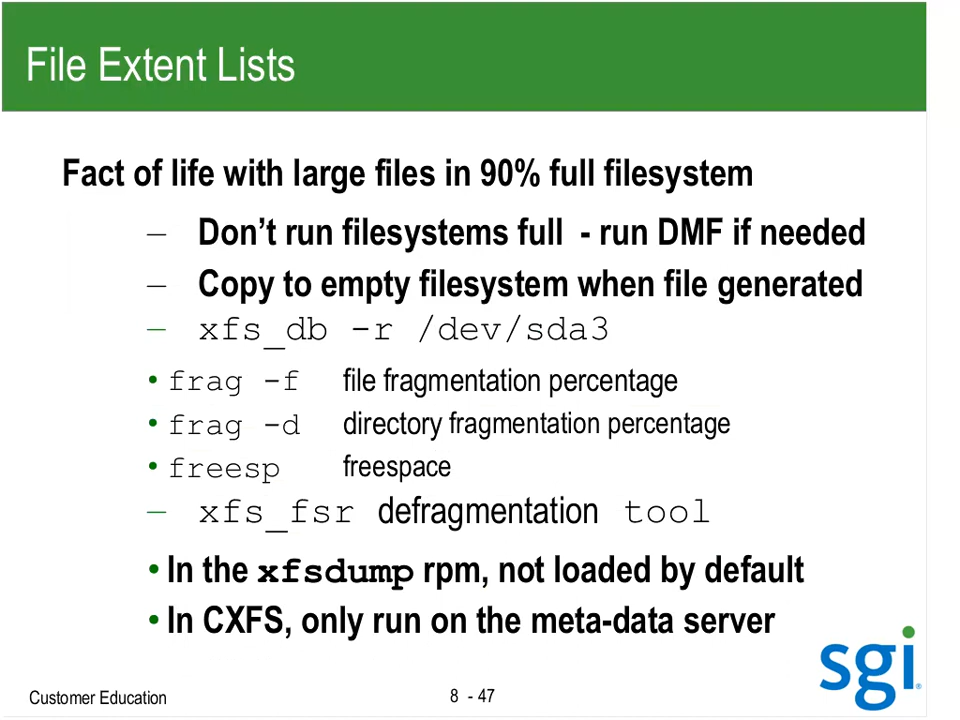 File Extent Lists
Fact of life with large files in 90% full filesystem
– Don't run filesystems full - run DMF if needed
– Copy to empty filesystem when file generated
– xfs_db -r /dev/sda3
• frag -f file fragmentation percentage
• frag -d directory fragmentation percentage
• freesp freespace
– xfs_fsr defragmentation tool
• In the xfsdump rpm, not loaded by default
• In CXFS, only run on the meta-data server
sgi®
Customer Education
8 - 47